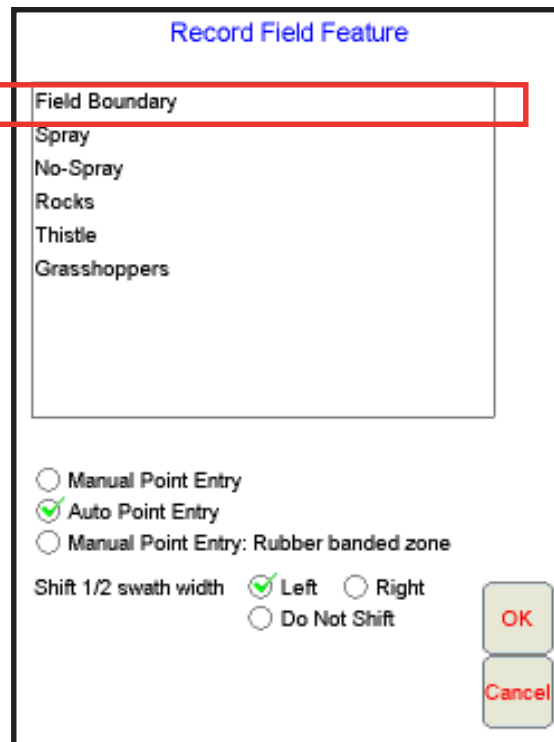 Record Field Feature
Field Boundary
Spray
No-Spray
Rocks
Thistle
Grasshoppers
Manual Point Entry
Auto Point Entry
Manual Point Entry: Rubber banded zone
Shift 1/2 swath width Left Right
Do Not Shift
OK
Cancel